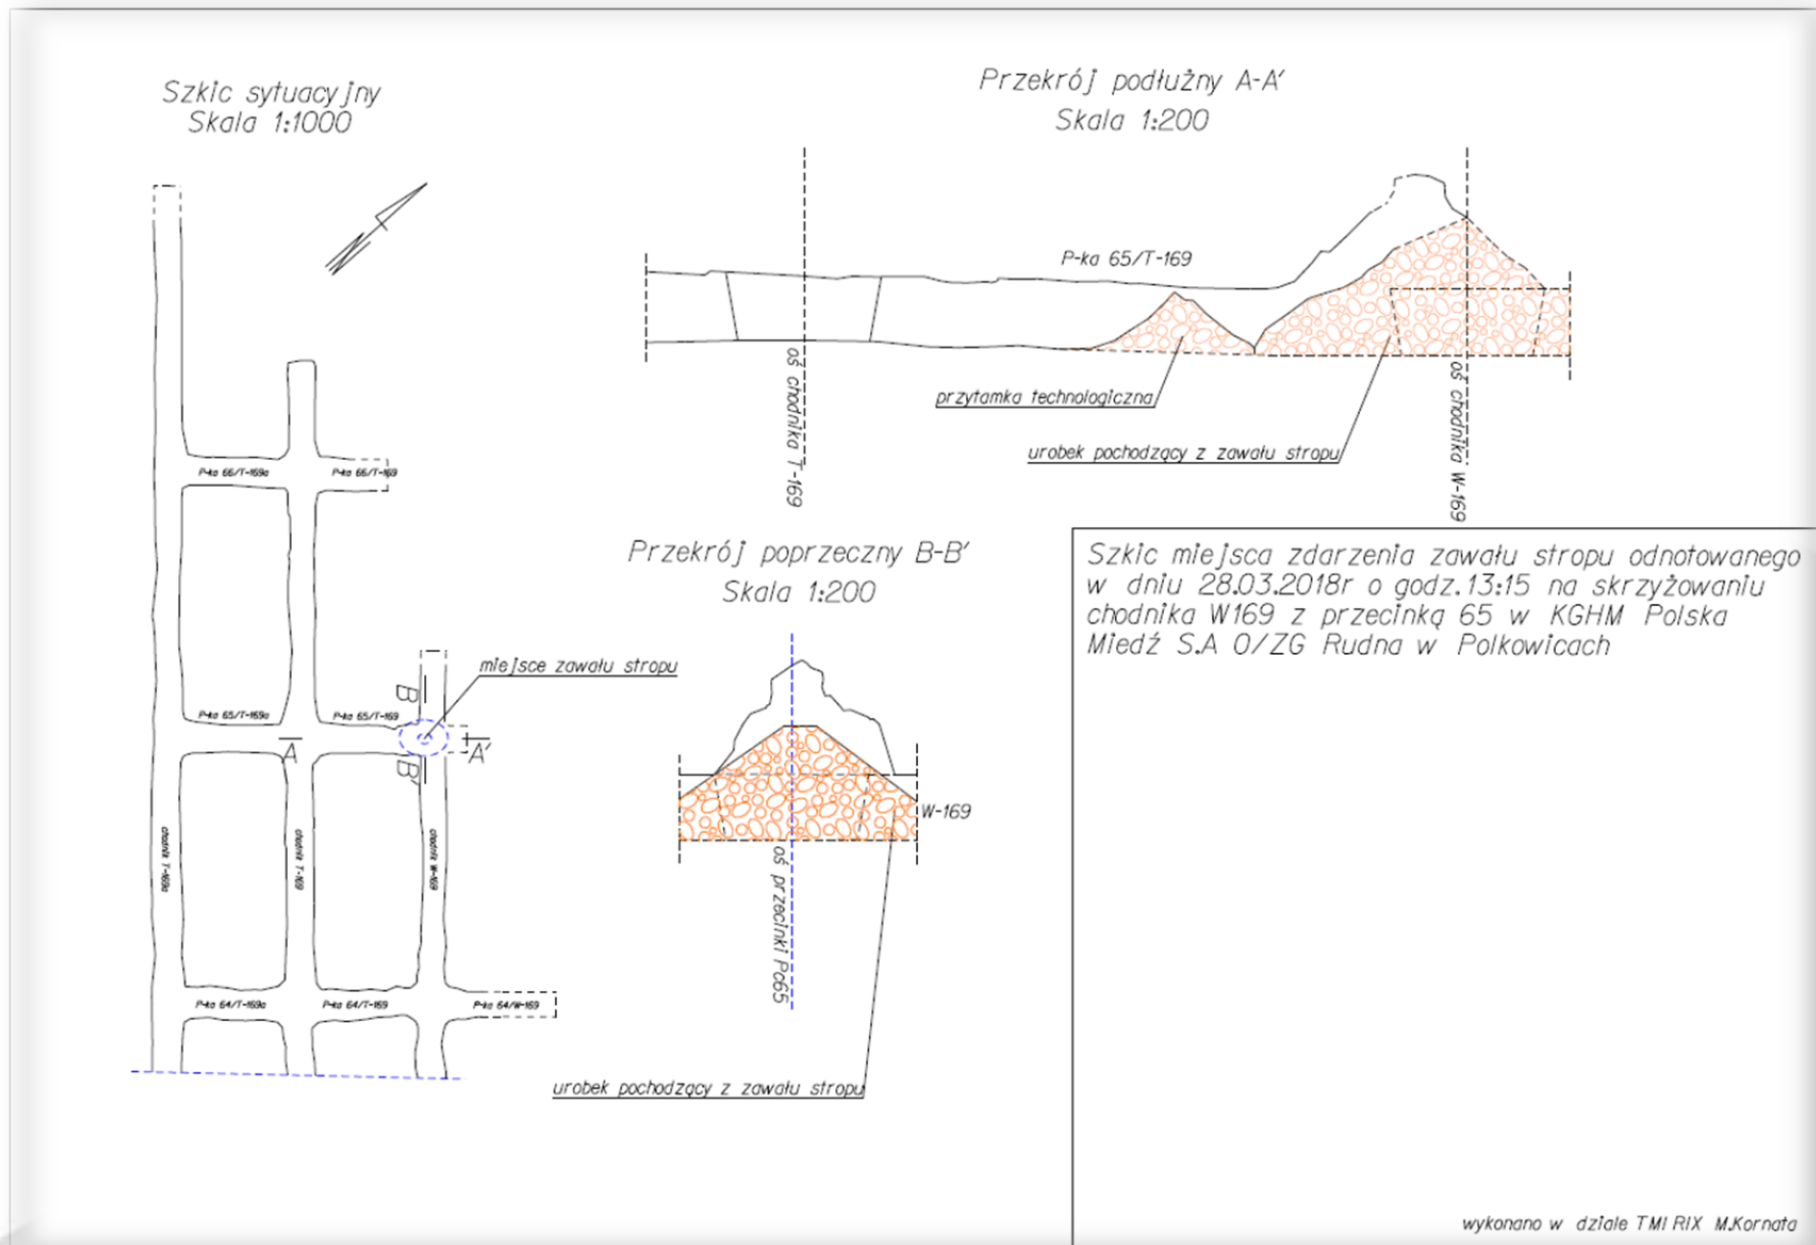 Szkic sytuacyjny
Skala 1:1000
Przekrój podłużny A-A'
Skala 1:200
P-ka 65/T-169
przytamka technologiczna
urobek pochodzący z zawału stropu
oś chodnika T-169
oś chodnika W-169
P-ka 66/T-169a
P-ka 66/T-169
miejsce zawału stropu
B
P-ka 65/T-169a
P-ka 65/T-169
A
A'
B'
chodnik T-169a
chodnik T-169
chodnik W-169
P-ka 64/T-169a
P-ka 64/T-169
P-ka 64/W-169
Przekrój poprzeczny B-B'
Skala 1:200
W-169
oś przecinki Pc65
urobek pochodzący z zawału stropu
Szkic miejsca zdarzenia zawału stropu odnotowanego
w dniu 28.03.2018r o godz.13:15 na skrzyżowaniu
chodnika W169 z przecinką 65 w KGHM Polska
Miedź S.A O/ZG Rudna w Polkowicach
wykonano w dziale TMI RIX M.Kornata